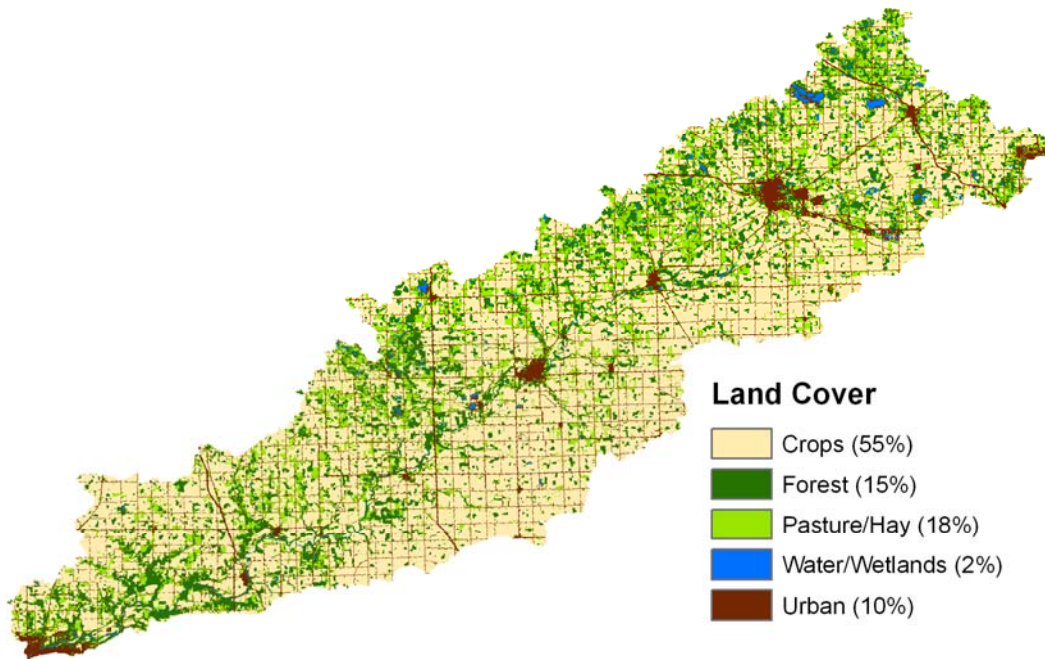 Land Cover
Crops (55%)
Forest (15%)
Pasture/Hay (18%)
Water/Wetlands (2%)
Urban (10%)